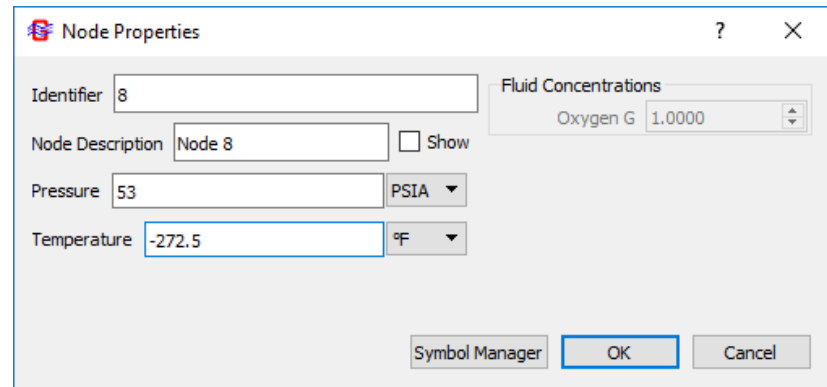 Node Properties ?
Identifier 8
Fluid Concentrations
Oxygen G 1.0000
Node Description Node 8 Show
Pressure 53 PSIA
Temperature -272.5 °F
Symbol Manager OK Cancel